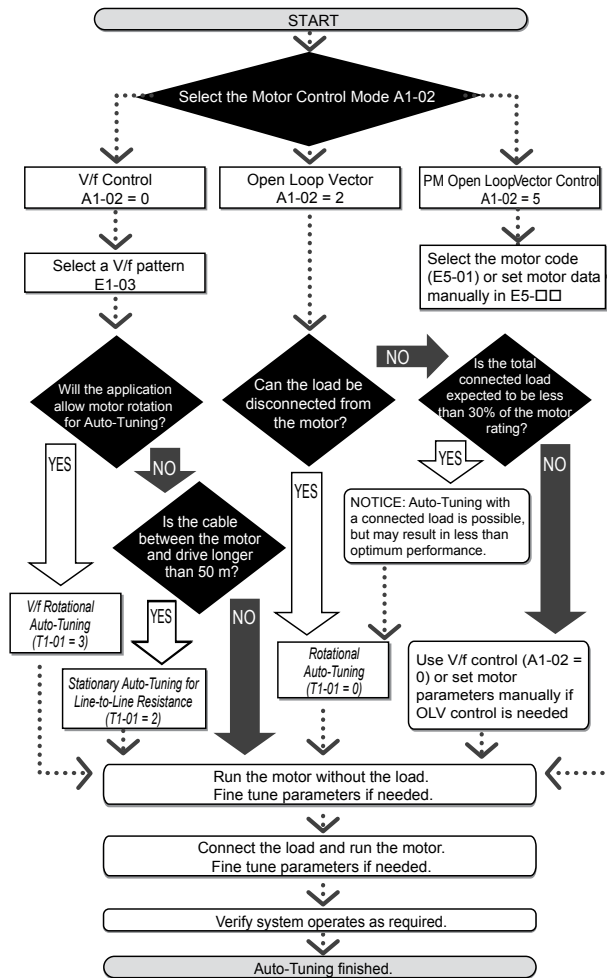 START
Select the Motor Control Mode A1-02
V/f Control
A1-02 = 0
Open Loop Vector
A1-02 = 2
PM Open LoopVector Control
A1-02 = 5
Select a V/f pattern
E1-03
Select the motor code
(E5-01) or set motor data
manually in E5-□□
Will the application
allow motor rotation
for Auto-Tuning?
Can the load be
disconnected from
the motor?
NO
Is the total
connected load
expected to be less
than 30% of the motor
rating?
YES
NO
YES
YES
NO
Is the cable
between the motor
and drive longer
than 50 m?
NOTICE: Auto-Tuning with
a connected load is possible,
but may result in less than
optimum performance.
V/f Rotational
Auto-Tuning
(T1-01 = 3)
YES
NO
Stationary Auto-Tuning for
Line-to-Line Resistance
(T1-01 = 2)
Rotational
Auto-Tuning
(T1-01 = 0)
Use V/f control (A1-02 =
0) or set motor
parameters manually if
OLV control is needed
Run the motor without the load.
Fine tune parameters if needed.
Connect the load and run the motor.
Fine tune parameters if needed.
Verify system operates as required.
Auto-Tuning finished.